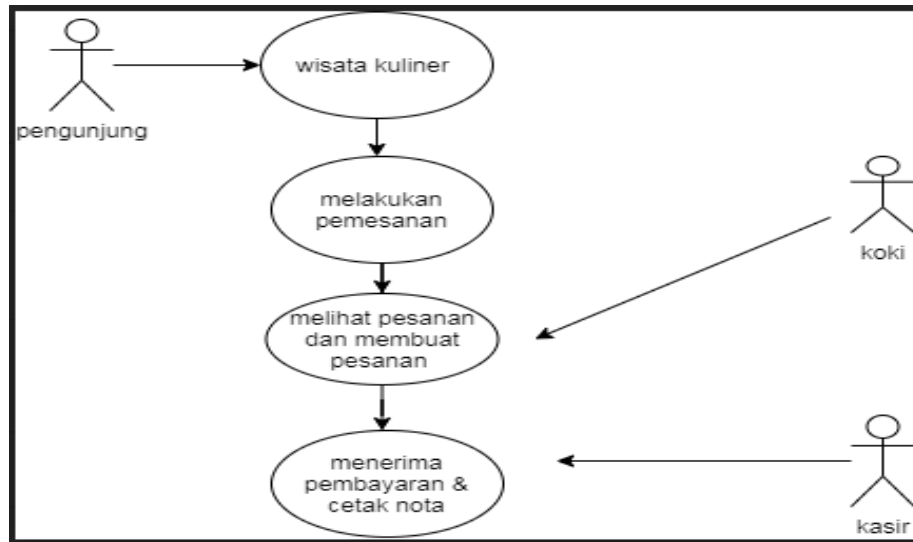 wisata kuliner
pengunjung
melakukan
pemesanan
koki
melihat pesanan
dan membuat
pesanan
menerima
pembayaran &
cetak nota
kasir